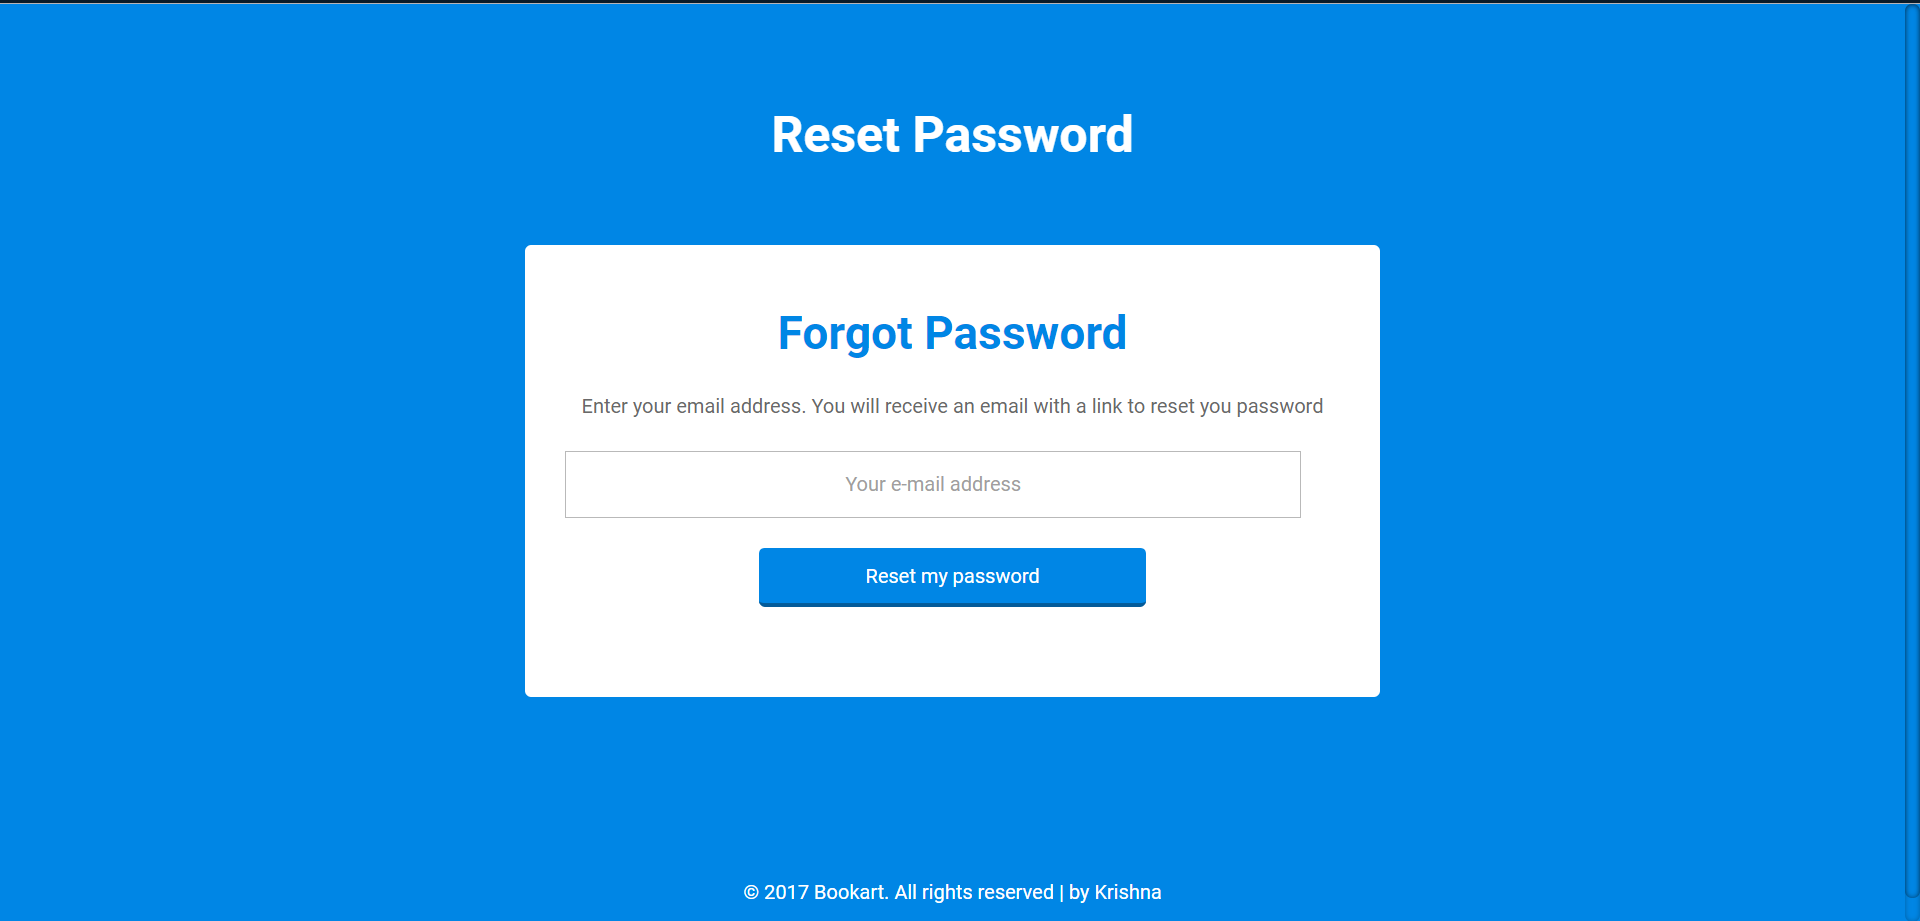 Reset Password
Forgot Password
Enter your email address. You will receive an email with a link to reset you password
Your e-mail address
Reset my password
© 2017 Bookart. All rights reserved | by Krishna